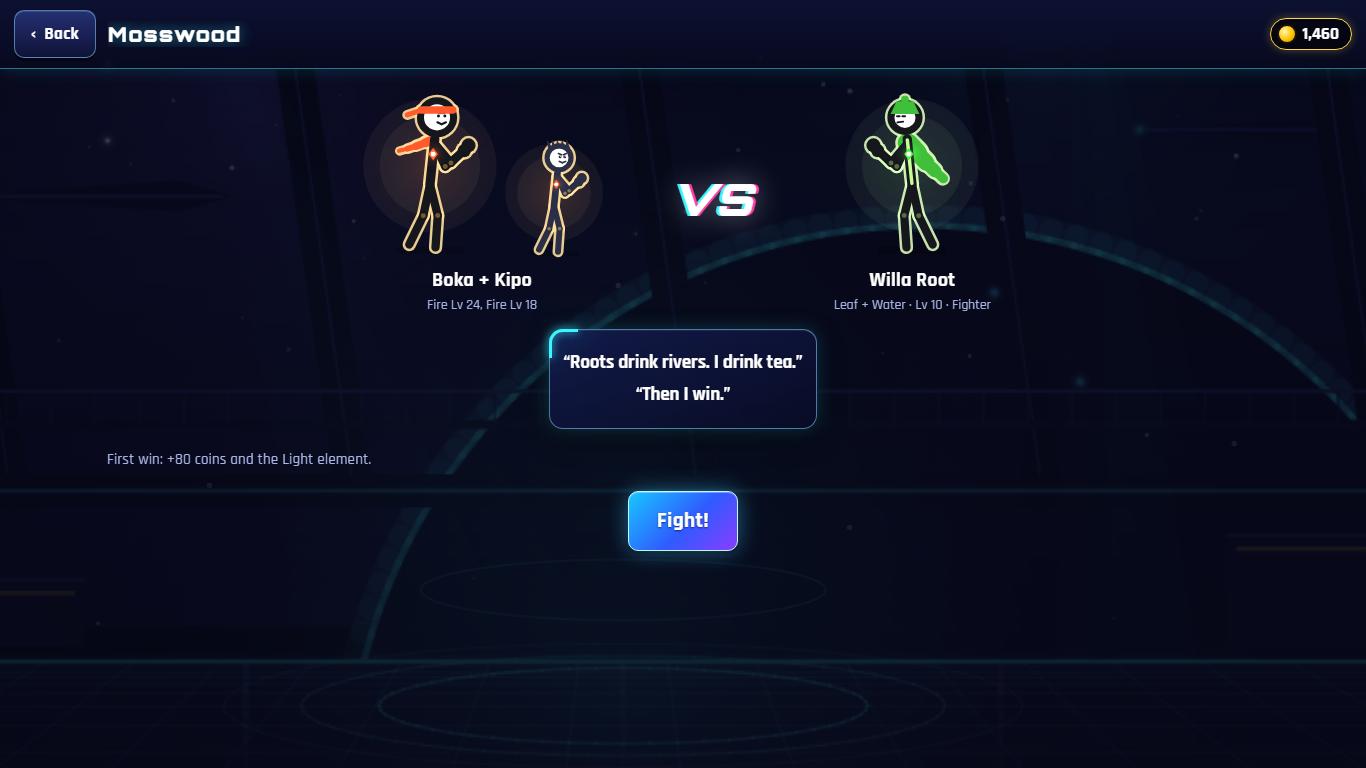 ‹ Back
Mosswood
1,460
VS
Boka + Kipo
Fire Lv 24, Fire Lv 18
Willa Root
Leaf + Water · Lv 10 · Fighter
“Roots drink rivers. I drink tea.”
“Then I win.”
First win: +80 coins and the Light element.
Fight!